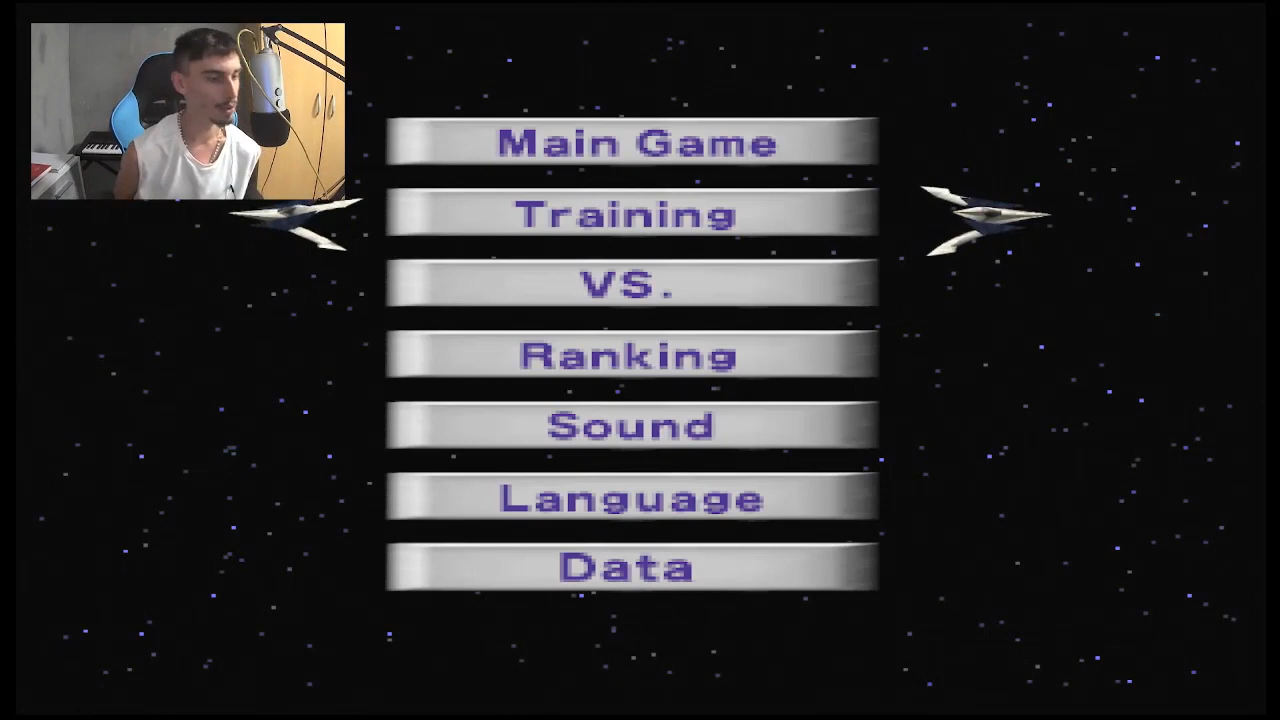 Main Game
Training
VS.
Ranking
Sound
Language
Data